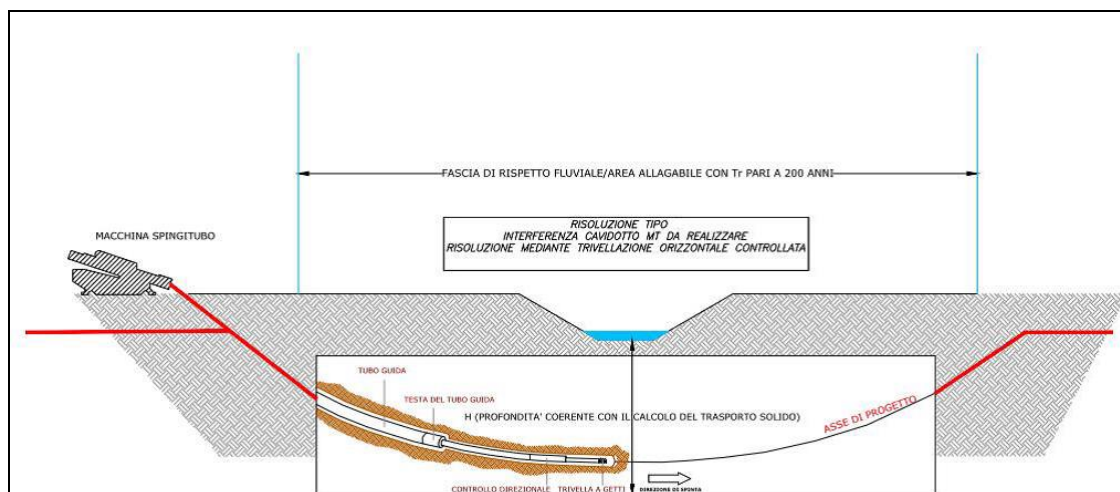 FASCIA DI RISPETTO FLUVIALE/AREA ALLAGABILE CON Tr PARI A 200 ANNI
RISOLUZIONE TIPO
INTERFERENZA CAVIDOTTO MT DA REALIZZARE
RISOLUZIONE MEDIANTE TRIVELLAZIONE ORIZZONTALE CONTROLLATA
MACCHINA SPINGITUBO
TUBO GUIDA
TESTA DEL TUBO GUIDA
H (PROFONDITA' COERENTE CON IL CALCOLO DEL TRASPORTO SOLIDO)
ASSE DI PROGETTO
CONTROLLO DIREZIONALE TRIVELLA A GETTI
DIREZIONE DI SPINTA